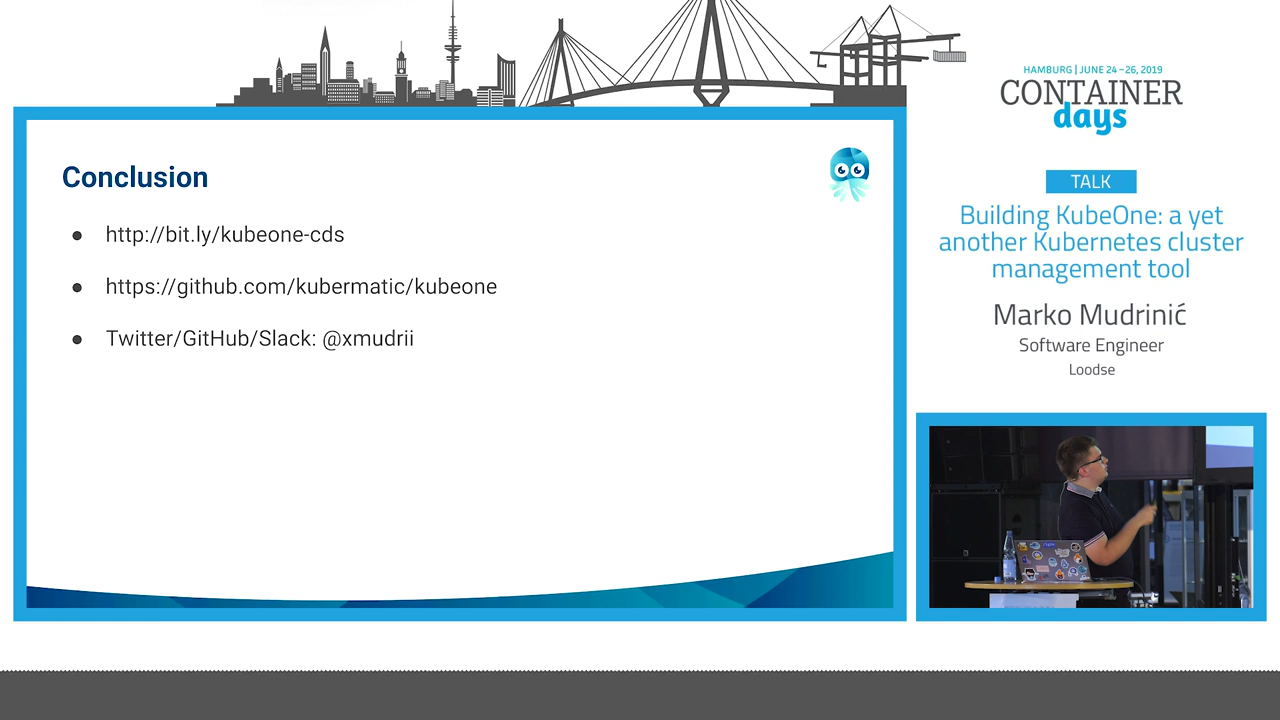 Conclusion
http://bit.ly/kubeone-cds
https://github.com/kubermatic/kubeone
Twitter/GitHub/Slack: @xmudrii
HAMBURG | JUNE 24 – 26, 2019
CONTAINER
days
TALK
Building KubeOne: a yet
another Kubernetes cluster
management tool
Marko Mudrinić
Software Engineer
Loodse